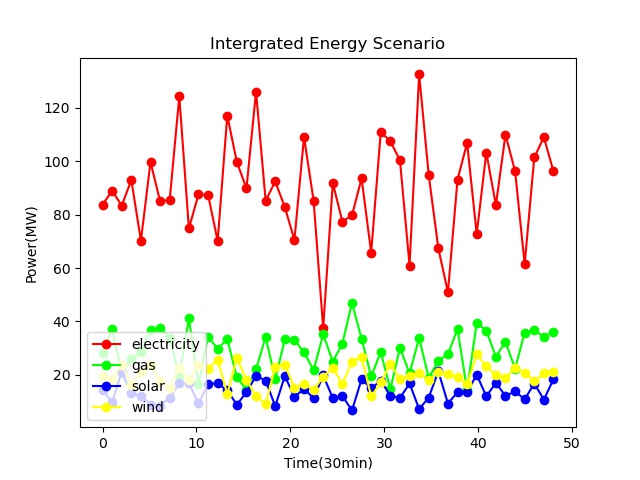 Intergrated Energy Scenario
Power(MW)
120
100
80
60
40
20
electricity
gas
solar
wind
0 10 20 30 40 50
Time(30min)